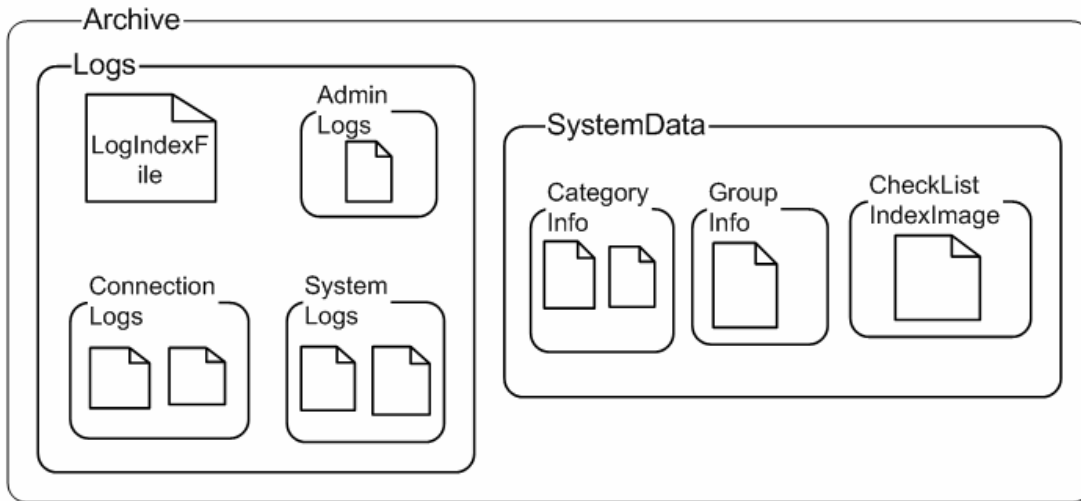 Archive
Logs
LogIndexF
ile
Admin
Logs
Connection
Logs
System
Logs
SystemData
Category
Info
Group
Info
CheckList
IndexImage